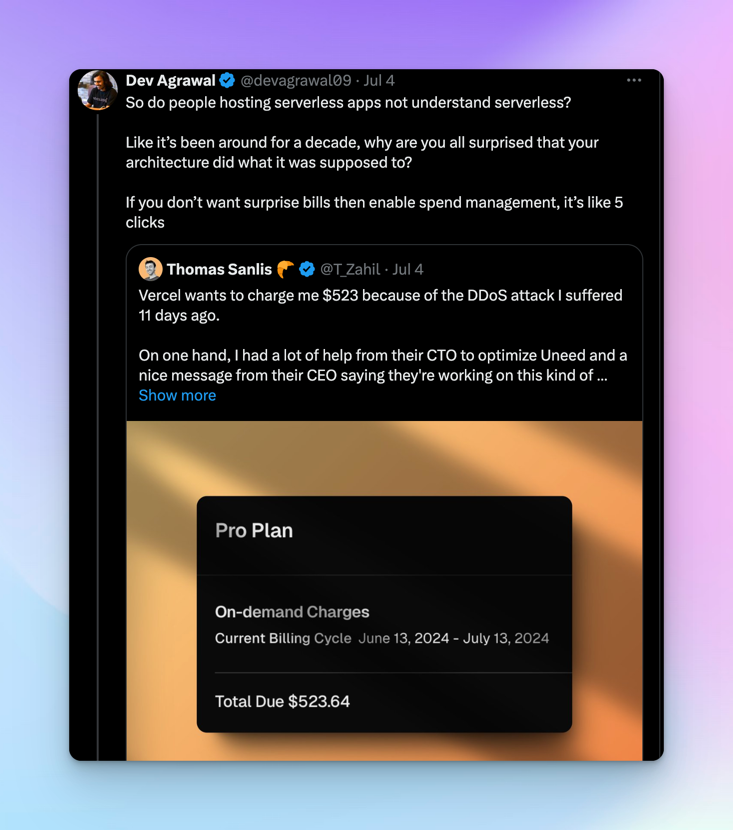 Dev Agrawal @devagrawal09 · Jul 4
So do people hosting serverless apps not understand serverless?
Like it’s been around for a decade, why are you all surprised that your
architecture did what it was supposed to?
If you don’t want surprise bills then enable spend management, it’s like 5
clicks
Thomas Sanlis @T_Zahil · Jul 4
Vercel wants to charge me $523 because of the DDoS attack I suffered
11 days ago.
On one hand, I had a lot of help from their CTO to optimize Uneed and a
nice message from their CEO saying they're working on this kind of ...
Show more
Pro Plan
On-demand Charges
Current Billing Cycle June 13, 2024 - July 13, 2024
Total Due $523.64